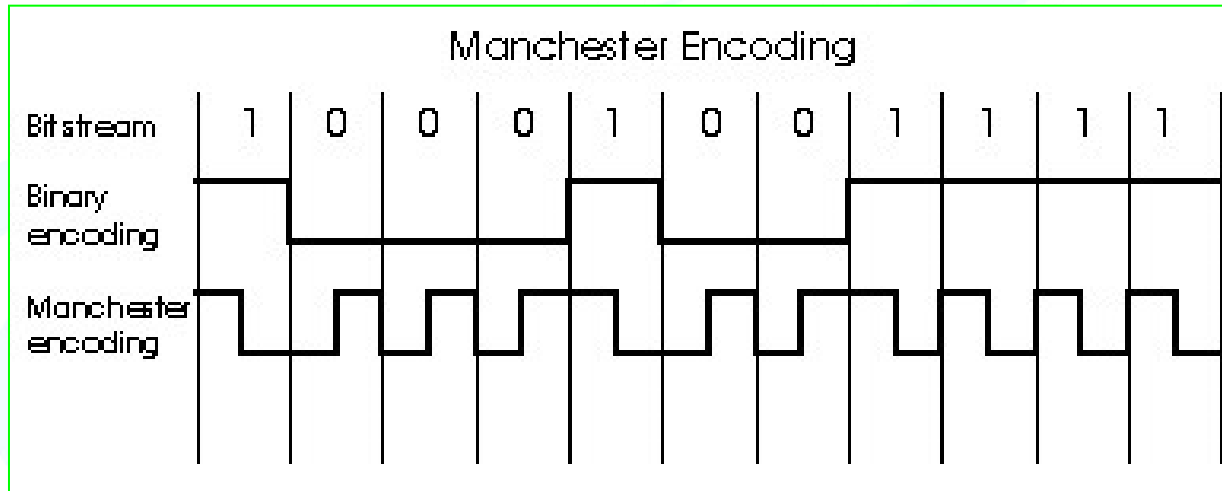 Manchester Encoding
Bitstream 1 0 0 0 1 0 0 1 1 1 1
Binary
encoding
Manchester
encoding